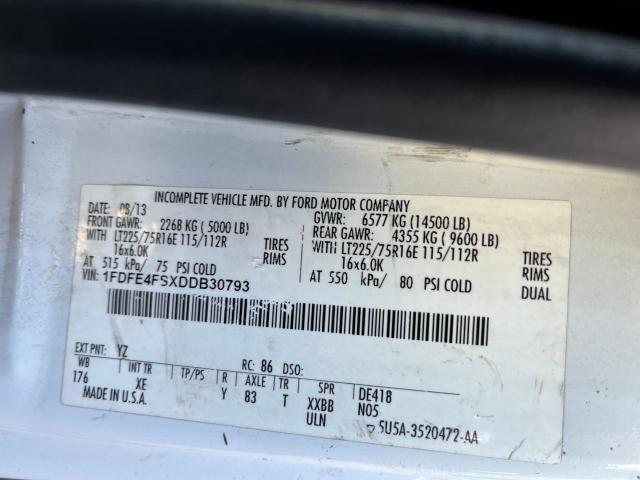 INCOMPLETE VEHICLE MFD. BY FORD MOTOR COMPANY
DATE: 08/13 GVWR: 6577 KG (14500 LB)
FRONT GAWR: 2268 KG ( 5000 LB) REAR GAWR: 4355 KG ( 9600 LB)
WITH LT225/75R16E 115/112R TIRES WITH LT225/75R16E 115/112R TIRES
16x6.0K RIMS 16x6.0K RIMS
AT 515 kPa/ 75 PSI COLD AT 550 kPa/ 80 PSI COLD DUAL
VIN: 1FDFE4FSXDDB30793
EXT PNT: YZ RC: 86 DSO:
WB INT TR TP/PS R AXLE TR SPR DE418
176 XE Y 83 T XXBB N05
MADE IN U.S.A. ULN 5U5A-3520472-AA